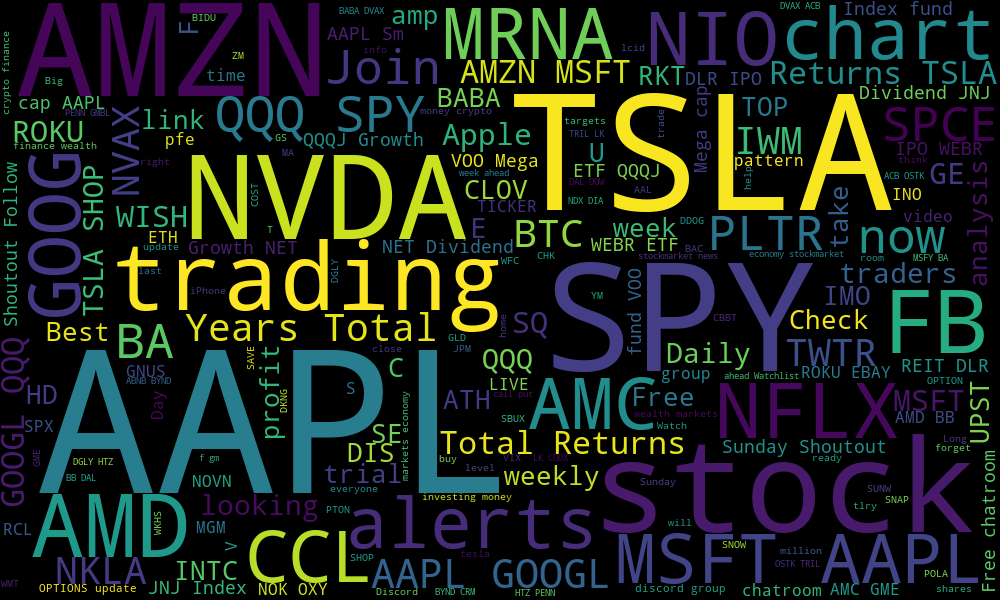 AMZN
BIDU
BABA DVAX
amp
MRNA
NIO
DVAX ACB
Index fund
chart
crypto finance
F
AAPL Sm
Join
info
lcid
ZM
time
Big
AMZN MSFT
RKT
DLR IPO
Returns TSLA
cap AAPL
PENN GMBL
BABA
money crypto
Dividend JNJ
QQQ SPY
link
NVAX
ROKU
finance wealth
pfe
GS
MA
QQQJ Growth
Apple
TSLA
targets
TRIL LK
trade
Mega cap
TOP
IWM
pattern
SPCE
IPO WEBR
think
U
VOO Mega
week ahead
ETF QQQJ
DAL DOW
AAL
help
ACB OSTK
GE
INO
right
GOOG
TSLA SHOP
NVDA
COST
CLOV
TICKER
NDX DIA
WISH
T
E
BTC
week
DDOG
PLTR
take
video
analysis
Shoutout Follow
ETH
update
Growth NET
NET Dividend
WEBR ETF
BAC
now
room
last
trading
DGLY
WFC
CHK
stockmarket news
economy stockmarket
MSFY BA
traders
iPhone
home
SPY
YM
fund VOO
IMO
FB
Best
BA
Years Total
SQ
CBBT
Check
GLD
JPM
SAVE
close
QQQ
Daily
TWTR
GOOGL QQQ
GNUS
ABNB BYND
profit
C
LIVE
group
ahead Watchlist
ROKU EBAY
REIT DLR
HD
Day
DKNG
S
ATH
call put
AMC
Free
NFLX
OPTION
MSFT
UPST
AAPL
markets economy
SBUX
wealth markets
Watch
AMD BB
SPX
GME
SE
DIS
Total Returns
vix
LK CCOX
Sunday Shoutout
Long
forget
DGLY HTZ
f gm
buy
ready
BB DAL
NOVN
trial
level
weekly
Sunday
stock
SUNW
everyone
investing money
SNAP
AMD
WKHS
looking
PTON
alerts
tlry
RCL
MGM
will
Free chatroom
V
CCL
tesla
SNOW
million
NKLA
INTC
SHOP
MSFT
AAPL
OSTK TRIL
WMT
AAPL GOOGL
POLA
OPTIONS update
JNJ Index
NOK OXY
Discord
BYND CRM
HTZ PENN
discord group
chatroom
AMC GME
shares